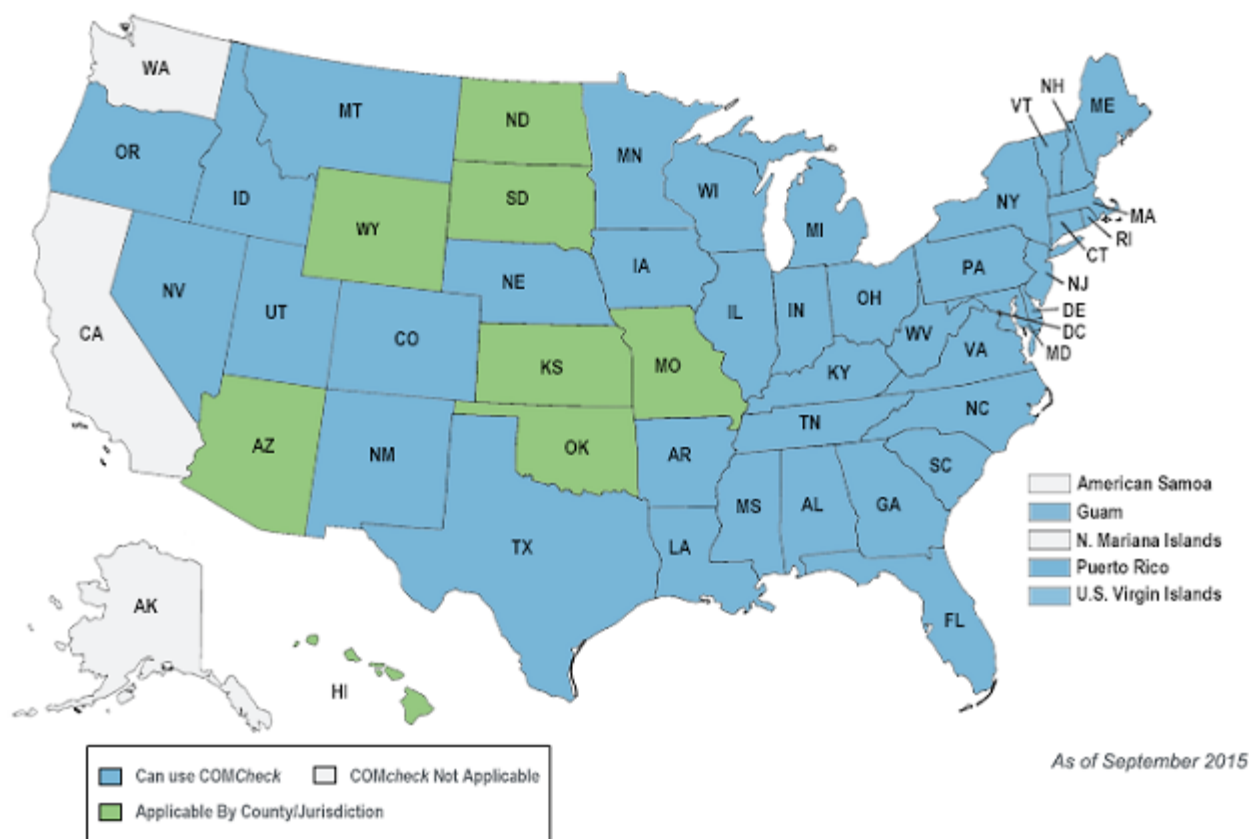 WA
MT
ND
MN
ME
NH
VT
OR
ID
SD
WI
NY
MA
WY
MI
RI
CT
IA
PA
NE
NJ
NV
UT
IL
IN
OH
DE
CO
WV
DC
CA
VA
MD
KS
MO
KY
NC
TN
AZ
NM
OK
AR
SC
MS
AL
GA
TX
LA
AK
FL
HI
American Samoa
Guam
N. Mariana Islands
Puerto Rico
U.S. Virgin Islands
As of September 2015
Can use COMCheck
COMcheck Not Applicable
Applicable By County/Jurisdiction